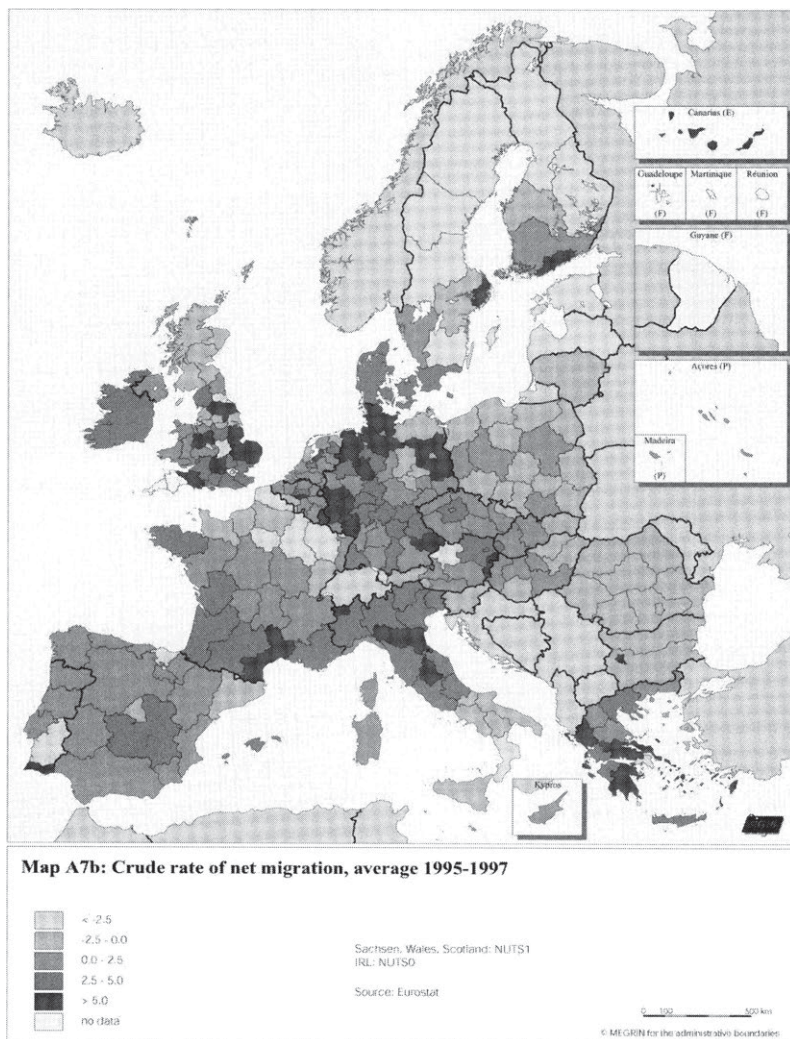 Canarias (E)
Guadeloupe Martinique Réunion
(F) (F) (F)
Guyane (F)
Açores (P)
Madeira
(P)
Kypros
Map A7b: Crude rate of net migration, average 1995-1997
< -2.5
-2.5 - 0.0
0.0 - 2.5
2.5 - 5.0
> 5.0
no data
Sachsen, Wales, Scotland: NUTS1
IRL: NUTS0
Source: Eurostat
0 100 500 km
© MEGRIN for the administrative boundaries